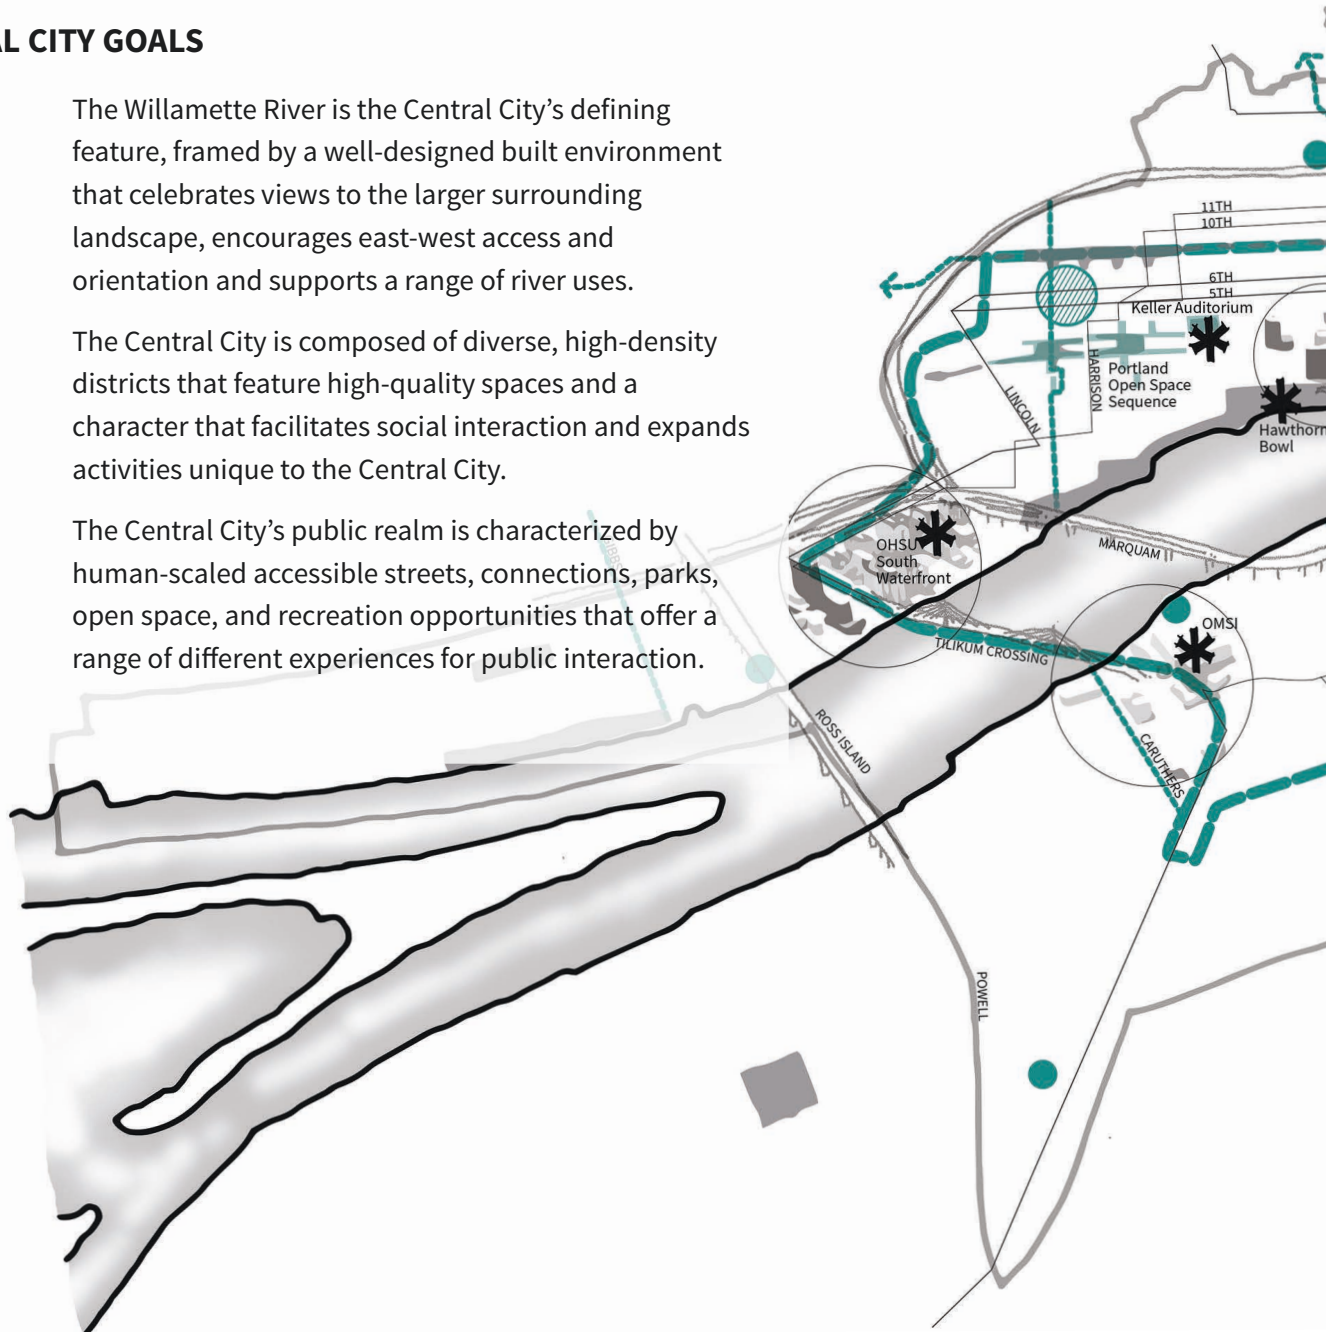 L CITY GOALS
The Willamette River is the Central City’s defining
feature, framed by a well-designed built environment
that celebrates views to the larger surrounding
landscape, encourages east-west access and
orientation and supports a range of river uses.
The Central City is composed of diverse, high-density
districts that feature high-quality spaces and a
character that facilitates social interaction and expands
activities unique to the Central City.
The Central City’s public realm is characterized by
human-scaled accessible streets, connections, parks,
open space, and recreation opportunities that offer a
range of different experiences for public interaction.
11TH
10TH
6TH
5TH
Keller Auditorium
HARRISON
Portland
Open Space
Sequence
LINCOLN
Hawthorn
Bowl
OHSU
South
Waterfront
MARQUAM
OMSI
TILIKUM CROSSING
ROSS ISLAND
CARUTHERS
POWELL